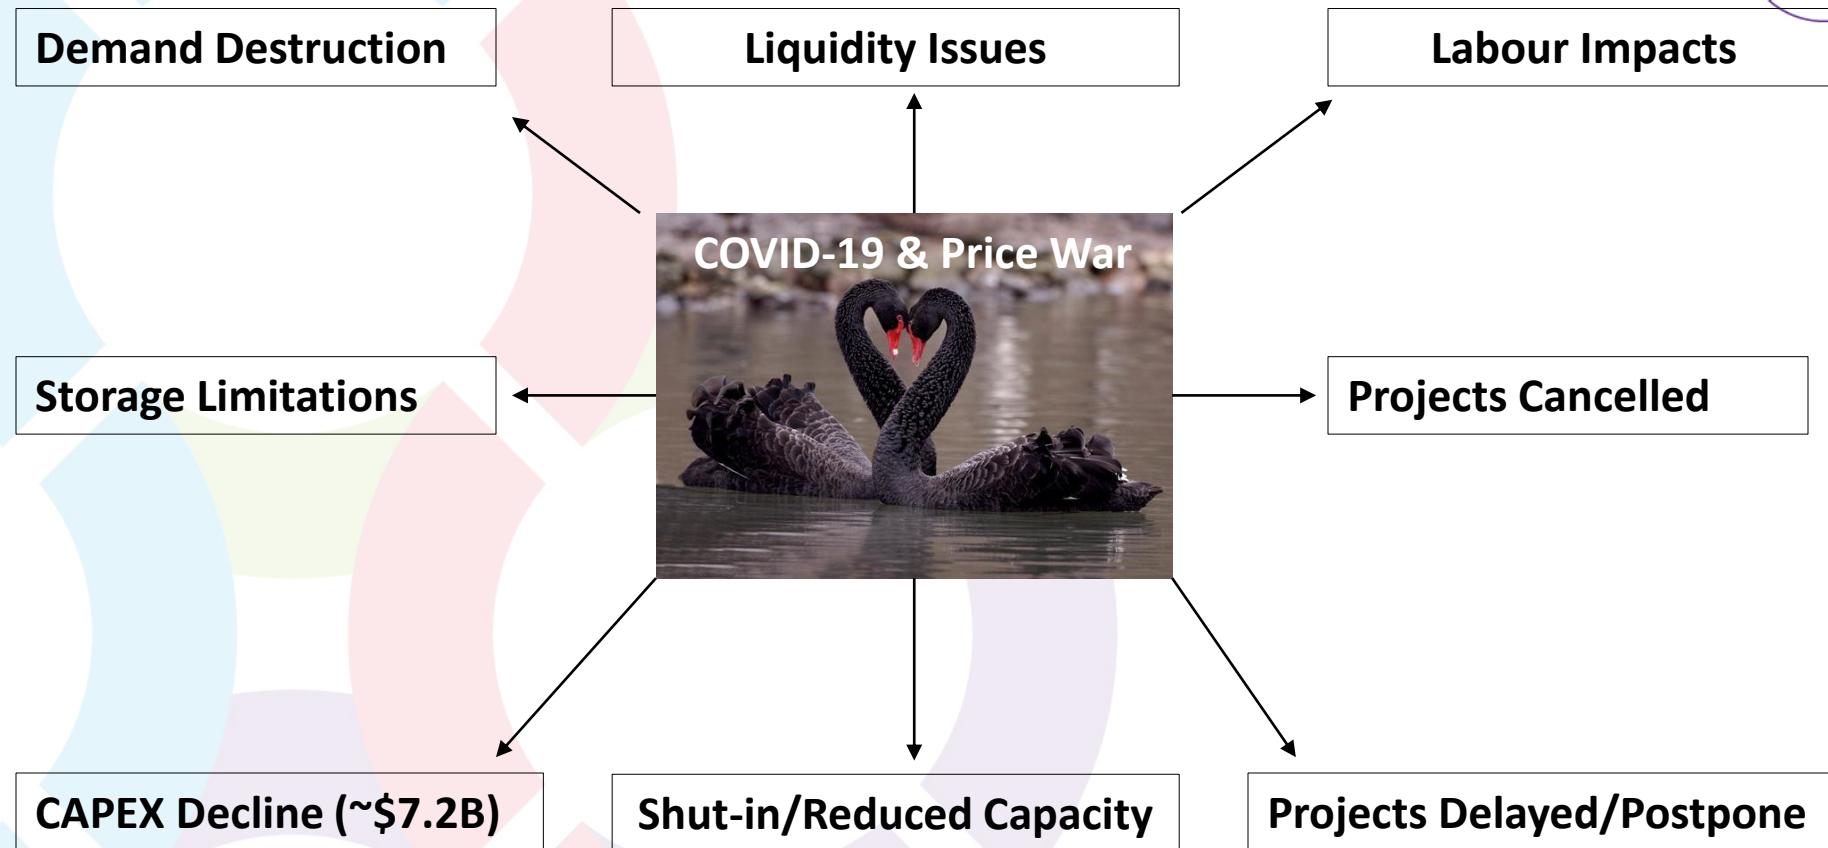 Demand Destruction
Liquidity Issues
Labour Impacts
COVID-19 & Price War
Storage Limitations
Projects Cancelled
CAPEX Decline (~$7.2B)
Shut-in/Reduced Capacity
Projects Delayed/Postpone